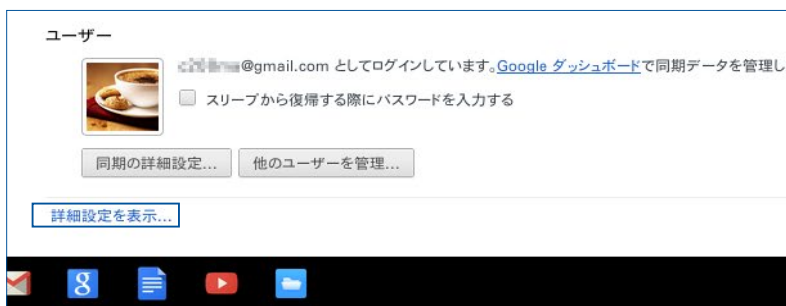 ユーザー
@gmail.com としてログインしています。Google ダッシュボードで同期データを管理し
スリープから復帰する際にパスワードを入力する
同期の詳細設定... 他のユーザーを管理...
詳細設定を表示...
8